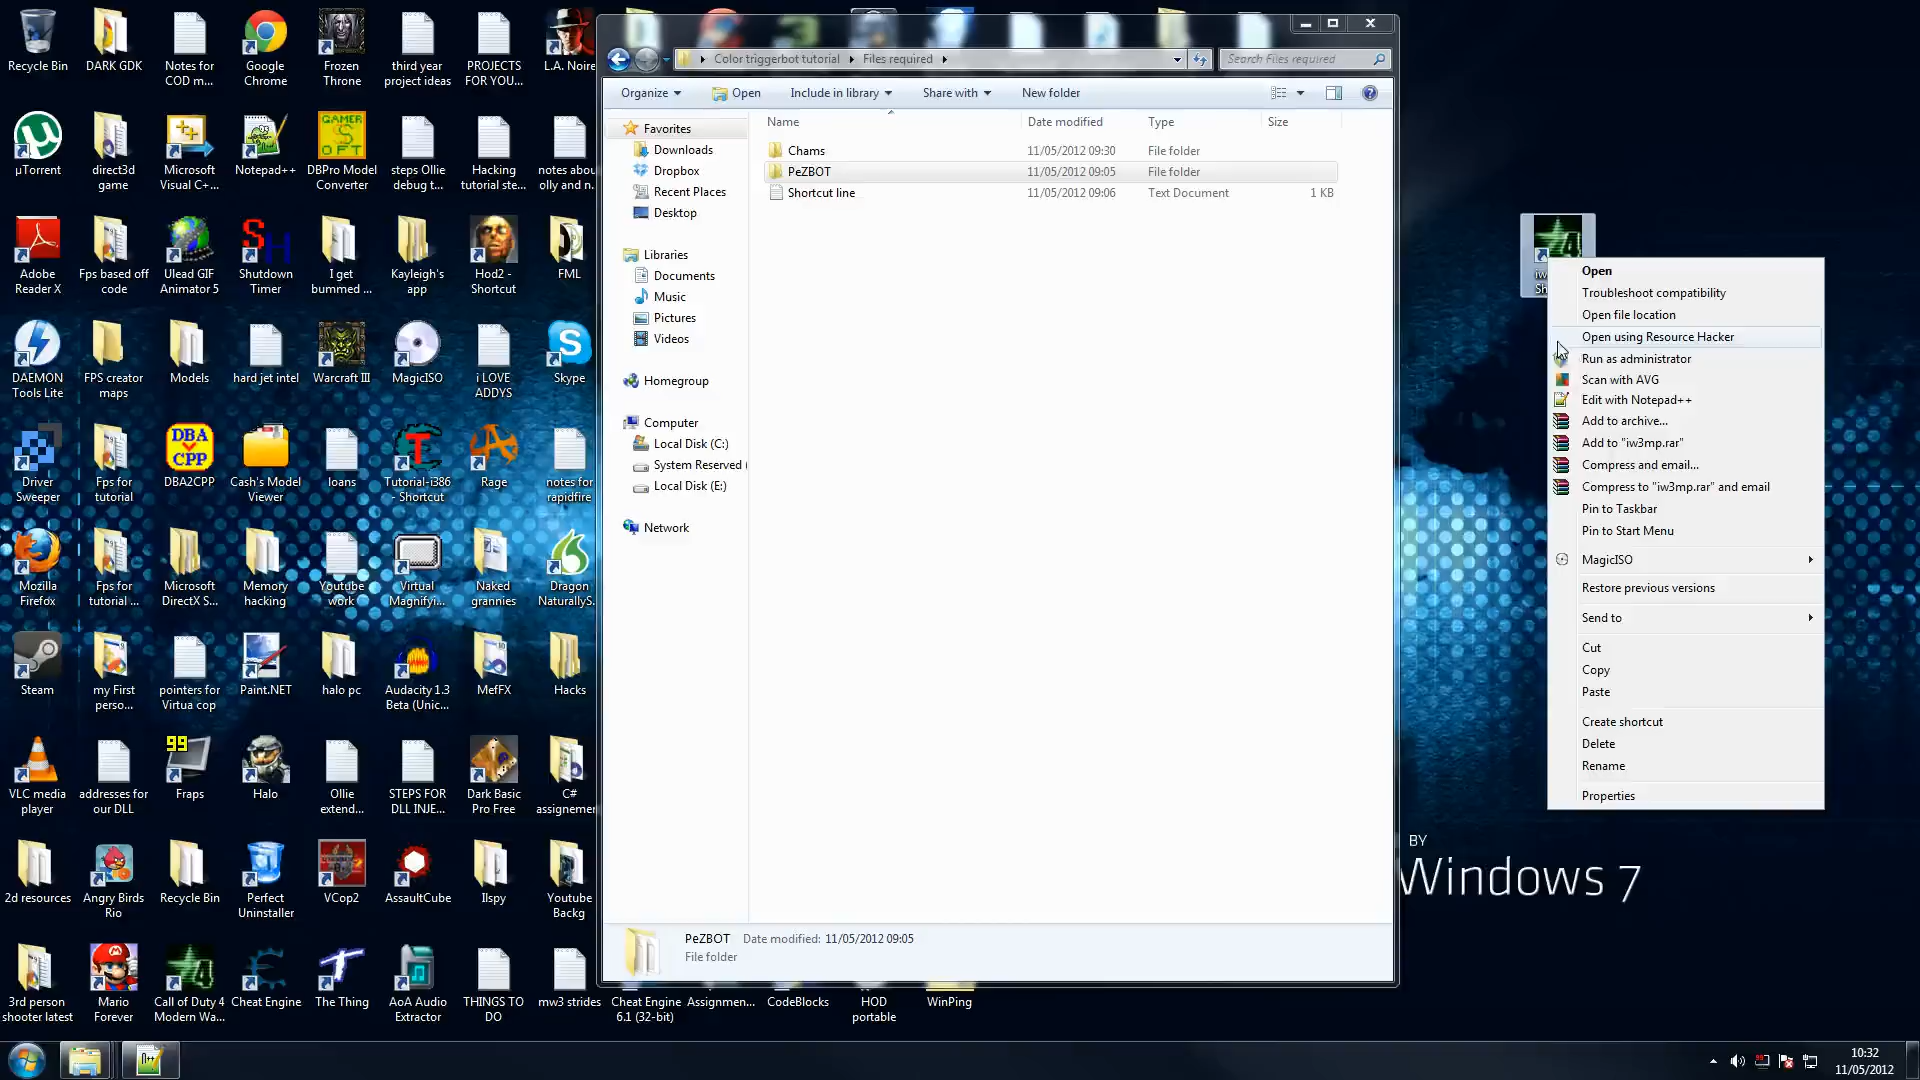 Color triggerbot tutorial
Files required
Search Files required
Organize
Open
Include in library
Share with
New folder
Name
Date modified
Type
Size
Favorites
Downloads
Dropbox
Recent Places
Desktop
Libraries
Documents
Music
Pictures
Videos
Homegroup
Computer
Local Disk (C:)
System Reserved (
Local Disk (E:)
Network
Chams 11/05/2012 09:30 File folder
PeZBOT 11/05/2012 09:05 File folder
Shortcut line 11/05/2012 09:06 Text Document 1 KB
PeZBOT Date modified: 11/05/2012 09:05
File folder
Recycle Bin
DARK GDK
Notes for
COD m...
Google
Chrome
Frozen
Throne
third year
project ideas
PROJECTS
FOR YOU...
L.A. Noire
µTorrent
direct3d
game
Microsoft
Visual C+...
Notepad++
GAMER
S
OFT
DBPro Model
Converter
steps Ollie
debug t...
Hacking
tutorial ste...
notes abou
olly and n...
Adobe
Reader X
Fps based off
code
Ulead GIF
Animator 5
SH
Shutdown
Timer
I get
bummed ...
Kayleigh's
app
Hod2 -
Shortcut
FML
DAEMON
Tools Lite
FPS creator
maps
Models
hard jet intel
Warcraft III
MagicISO
i LOVE
ADDYS
Skype
Driver
Sweeper
Fps for
tutorial
DBA
CPP
DBA2CPP
Cash's Model
Viewer
loans
T
Tutorial-i386
- Shortcut
Rage
notes for
rapidfire
Mozilla
Firefox
Fps for
tutorial ...
Microsoft
DirectX S...
Memory
hacking
Youtube
work
Virtual
Magnifyi...
Naked
grannies
Dragon
NaturallyS.
Steam
my First
perso...
pointers for
Virtua cop
Paint.NET
halo pc
Audacity 1.3
Beta (Unic...
MefFX
Hacks
VLC media
player
addresses for
our DLL
99
Fraps
Halo
Ollie
extend...
STEPS FOR
DLL INJE...
Dark Basic
Pro Free
C#
assignemen
2d resources
Angry Birds
Rio
Recycle Bin
Perfect
Uninstaller
VCop2
AssaultCube
Ilspy
Youtube
Backg
3rd person
shooter latest
Mario
Forever
Call of Duty 4
Modern Wa...
Cheat Engine
The Thing
AoA Audio
Extractor
THINGS TO
DO
mw3 strides
Cheat Engine
6.1 (32-bit)
Assignmen...
CodeBlocks
HOD
portable
WinPing
iw
Sh
Open
Troubleshoot compatibility
Open file location
Open using Resource Hacker
Run as administrator
Scan with AVG
Edit with Notepad++
Add to archive...
Add to "iw3mp.rar"
Compress and email...
Compress to "iw3mp.rar" and email
Pin to Taskbar
Pin to Start Menu
MagicISO
Restore previous versions
Send to
Cut
Copy
Paste
Create shortcut
Delete
Rename
Properties
BY
Windows 7
10:32
11/05/2012